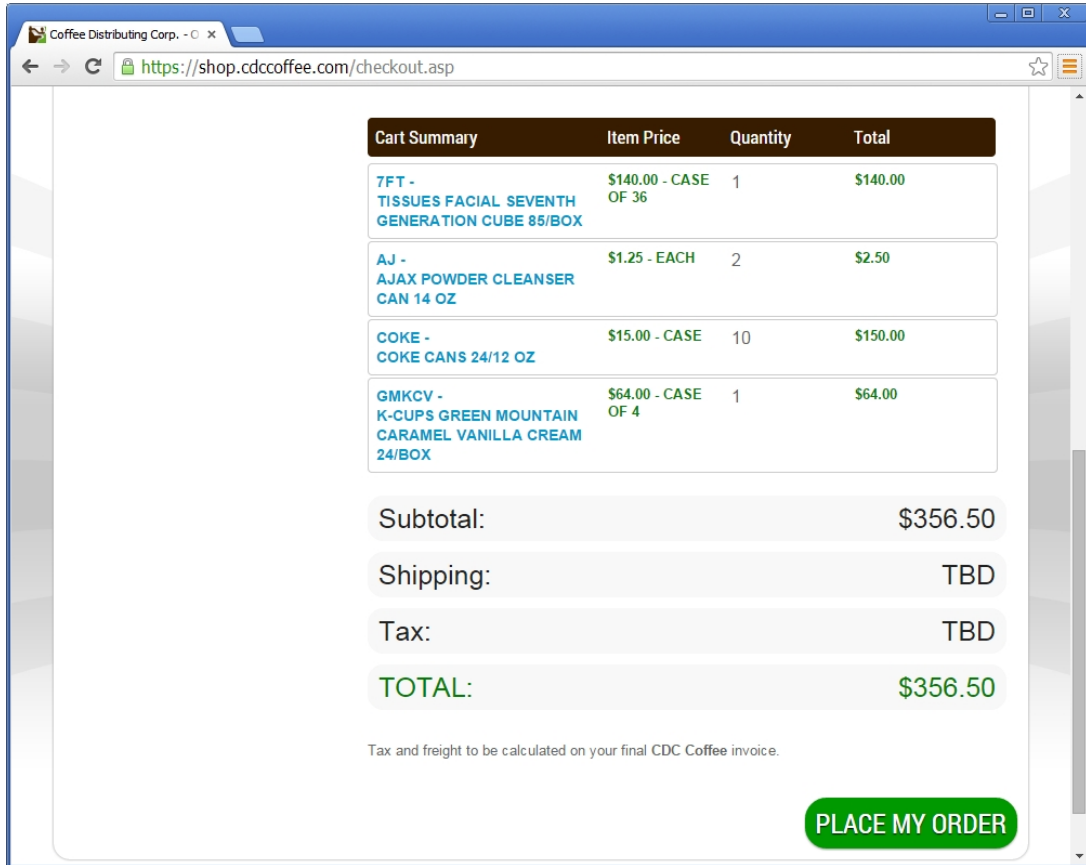 Coffee Distributing Corp. - O
https://shop.cdccoffee.com/checkout.asp
Cart Summary Item Price Quantity Total
7FT - $140.00 - CASE 1 $140.00
TISSUES FACIAL SEVENTH OF 36
GENERATION CUBE 85/BOX
AJ - $1.25 - EACH 2 $2.50
AJAX POWDER CLEANSER
CAN 14 OZ
COKE - $15.00 - CASE 10 $150.00
COKE CANS 24/12 OZ
GMKCV - $64.00 - CASE 1 $64.00
K-CUPS GREEN MOUNTAIN OF 4
CARAMEL VANILLA CREAM
24/BOX
Subtotal: $356.50
Shipping: TBD
Tax: TBD
TOTAL: $356.50
Tax and freight to be calculated on your final CDC Coffee invoice.
PLACE MY ORDER